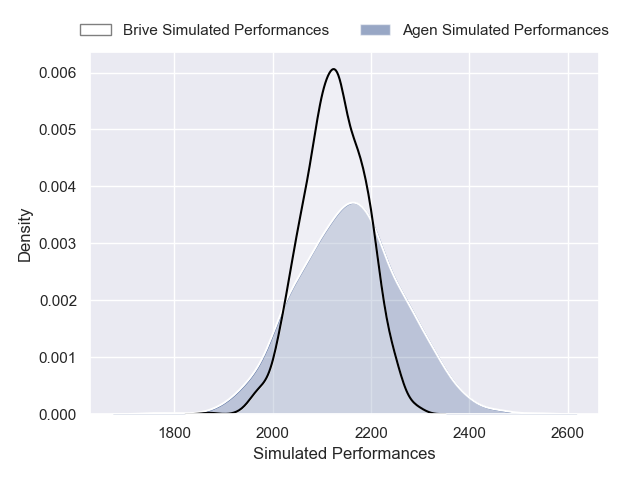 Brive Simulated Performances Agen Simulated Performances
0.006
0.005
0.004
0.003
0.002
0.001
0.000
Density
1800 2000 2200 2400 2600
Simulated Performances